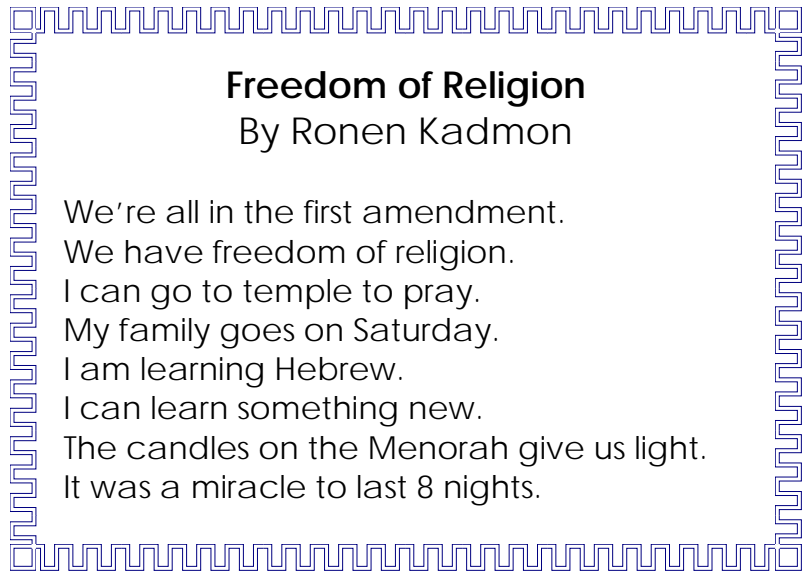 Freedom of Religion
By Ronen Kadmon
We're all in the first amendment.
We have freedom of religion.
I can go to temple to pray.
My family goes on Saturday.
I am learning Hebrew.
I can learn something new.
The candles on the Menorah give us light.
It was a miracle to last 8 nights.